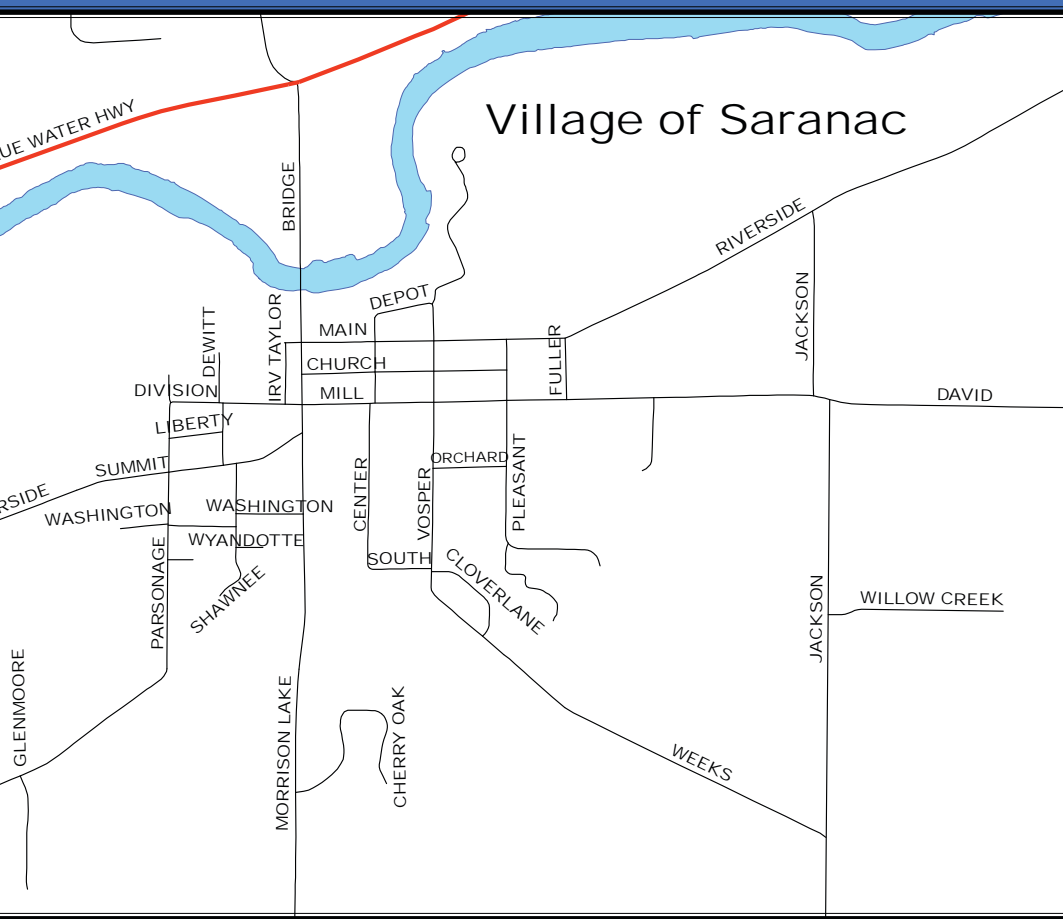 UE WATER HWY
Village of Saranac
BRIDGE
RIVERSIDE
DEPOT
JACKSON
IRV TAYLOR
DEWITT
MAIN
FULLER
CHURCH
DIVISION
MILL
DAVID
LIBERTY
SUMMIT
ORCHARD
PLEASANT
CENTER
VOSPER
RSIDE
WASHINGTON
WASHINGTON
WYANDOTTE
SOUTH
CLOVERLANE
PARSONAGE
SHAWNEE
JACKSON
WILLOW CREEK
GLENMOORE
MORRISON LAKE
CHERRY OAK
WEEKS